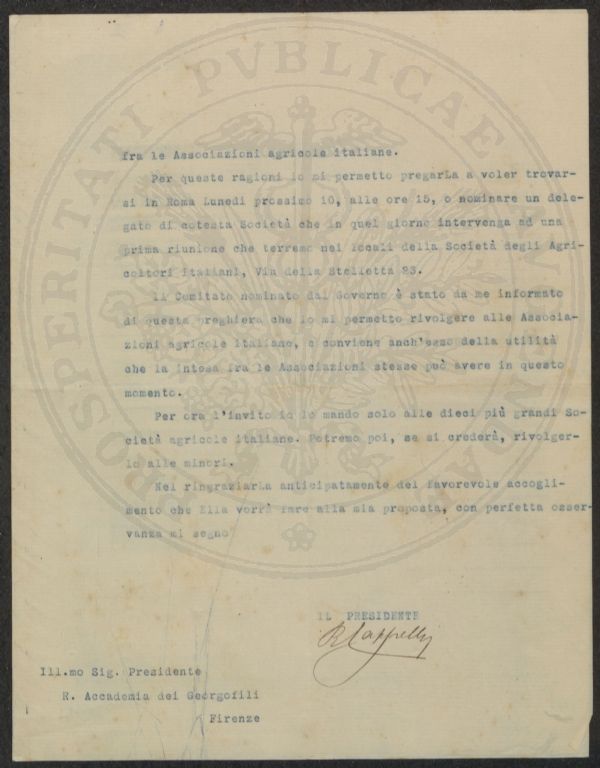 PROSPERITATI PVBLICAE AVGENDAE
fra le Associazioni agricole italiane.
Per queste ragioni io mi permetto pregarLa a voler trovar-
si in Roma Lunedì prossimo 10, alle ore 15, o nominare un dele-
gato di cotesta Società che in quel giorno intervenga ad una
prima riunione che terremo nei locali della Società degli Agri-
coltori Italiani, Via della Stelletta 23.
Il Comitato nominato dal Governo è stato da me informato
di questa preghiera che io mi permetto rivolgere alle Associa-
zioni agricole italiane, e conviene anch'esso della utilità
che la intesa fra le Associazioni stesse può avere in questo
momento.
Per ora l'invito io lo mando solo alle dieci più grandi So-
cietà agricole italiane. Potremo poi, se si crederà, rivolger-
lo alle minori.
Nel ringraziarLa anticipatamente del favorevole accogli-
mento che Ella vorrà fare alla mia proposta, con perfetta osser-
vanza mi segno
IL PRESIDENTE
RCappelli
Ill.mo Sig. Presidente
R. Accademia dei Georgofili
Firenze